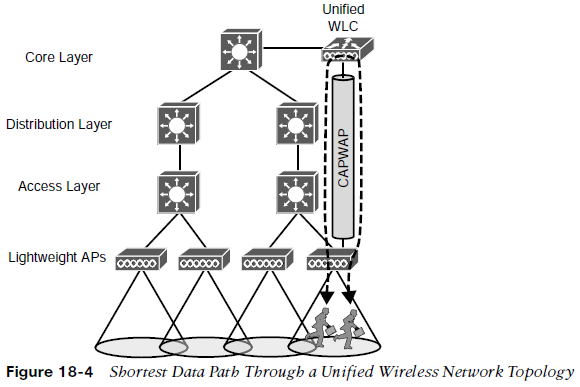 Unified
WLC
Core Layer
Distribution Layer
CAPWAP
Access Layer
Lightweight APs
Figure 18-4 Shortest Data Path Through a Unified Wireless Network Topology